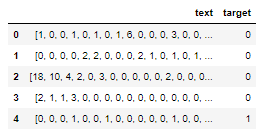 text target
0 [1, 0, 0, 1, 0, 1, 0, 1, 6, 0, 0, 0, 3, 0, 0, ... 0
1 [0, 0, 0, 0, 2, 2, 0, 0, 0, 2, 1, 0, 1, 0, 1, ... 0
2 [18, 10, 4, 2, 0, 3, 0, 0, 0, 0, 0, 2, 0, 0, 0... 0
3 [2, 1, 1, 3, 0, 0, 0, 0, 0, 0, 0, 0, 0, 0, 0, ... 0
4 [0, 0, 0, 1, 0, 0, 1, 0, 0, 0, 0, 0, 1, 0, 0, ... 1